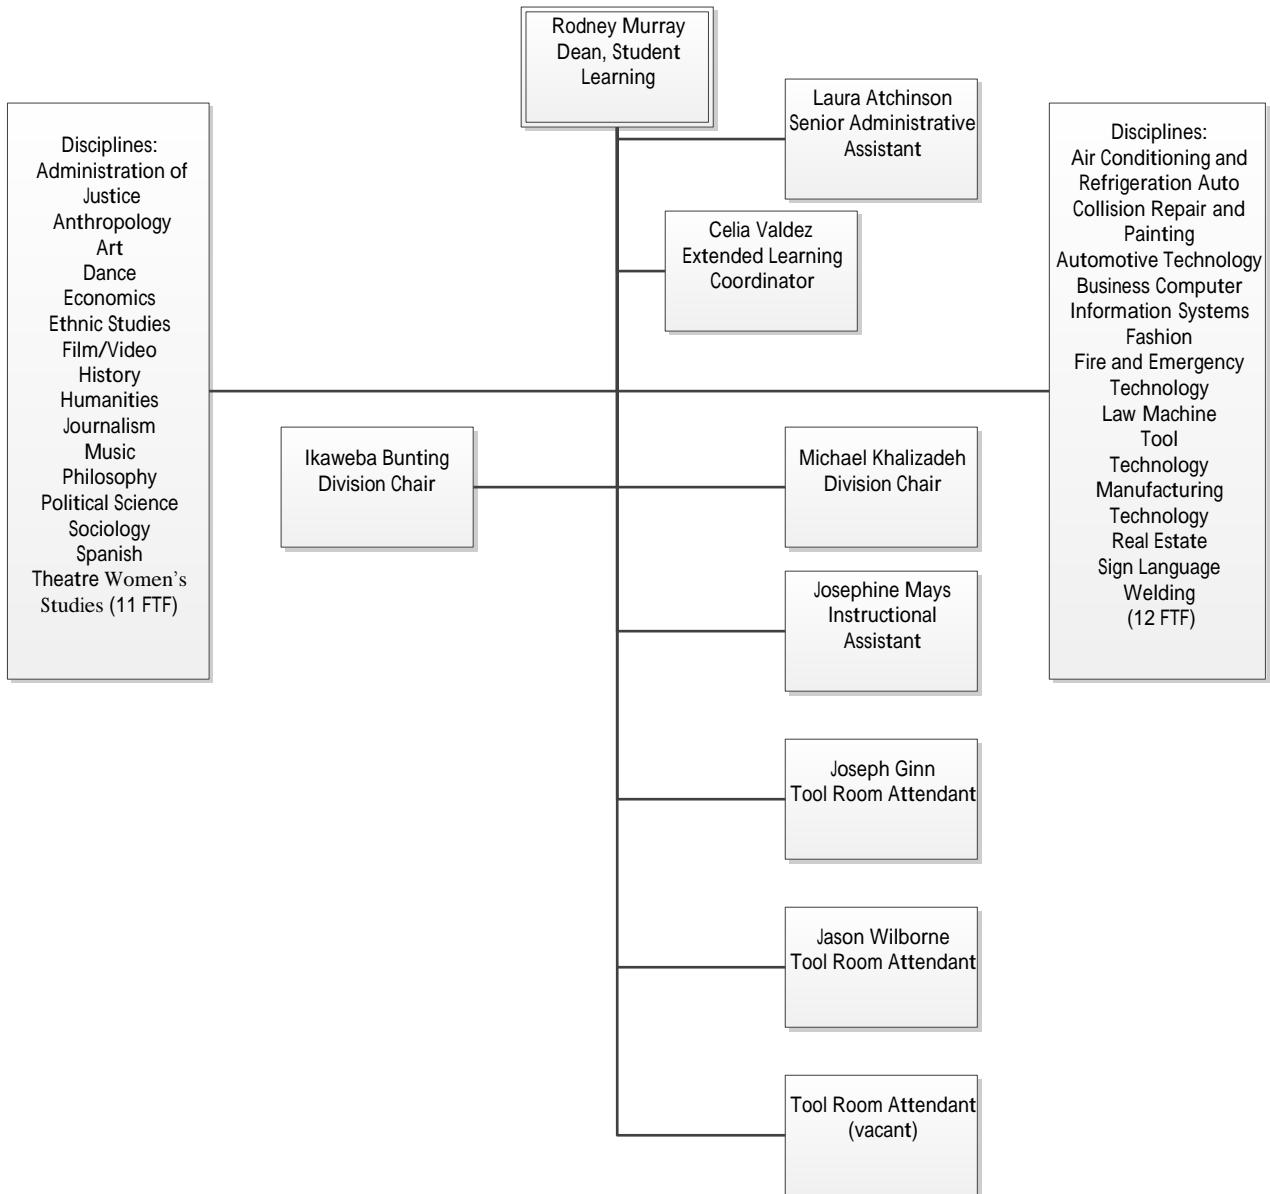 Rodney Murray
Dean, Student
Learning
Laura Atchinson
Senior Administrative
Assistant
Celia Valdez
Extended Learning
Coordinator
Disciplines:
Administration of
Justice
Anthropology
Art
Dance
Economics
Ethnic Studies
Film/Video
History
Humanities
Journalism
Music
Philosophy
Political Science
Sociology
Spanish
Theatre Women's
Studies (11 FTF)
Disciplines:
Air Conditioning and
Refrigeration Auto
Collision Repair and
Painting
Automotive Technology
Business Computer
Information Systems
Fashion
Fire and Emergency
Technology
Law Machine
Tool
Technology
Manufacturing
Technology
Real Estate
Sign Language
Welding
(12 FTF)
Ikaweba Bunting
Division Chair
Michael Khalizadeh
Division Chair
Josephine Mays
Instructional
Assistant
Joseph Ginn
Tool Room Attendant
Jason Wilborne
Tool Room Attendant
Tool Room Attendant
(vacant)